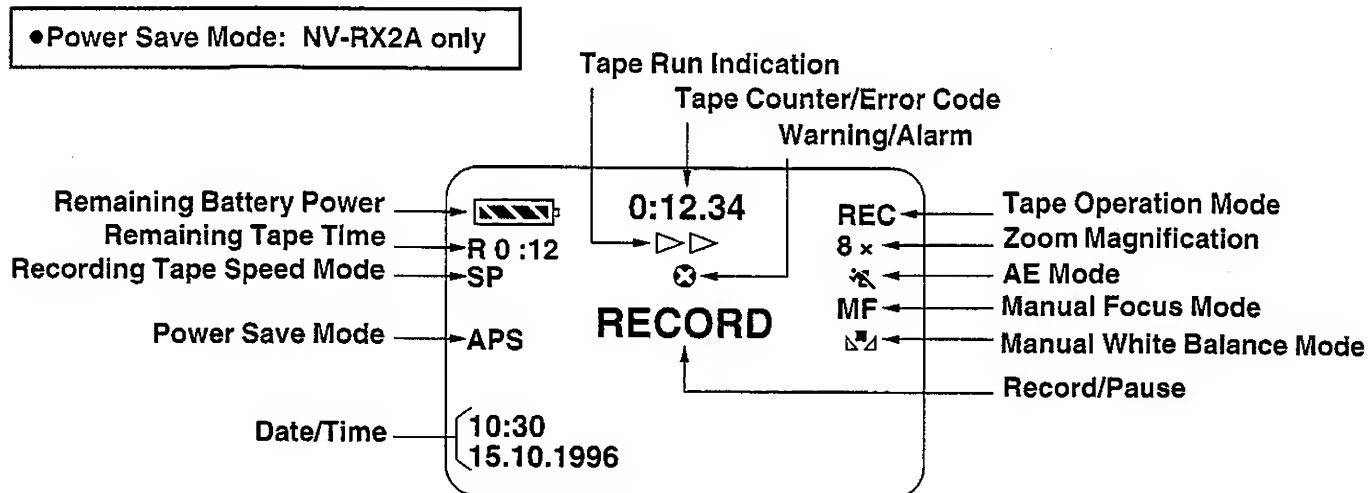 ●Power Save Mode: NV-RX2A only
Tape Run Indication
Tape Counter/Error Code
Warning/Alarm
Remaining Battery Power
Remaining Tape Time
Recording Tape Speed Mode
Power Save Mode
Date/Time
0:12.34
R 0 :12
SP
APS
RECORD
10:30
15.10.1996
REC
8 ×
MF
Tape Operation Mode
Zoom Magnification
AE Mode
Manual Focus Mode
Manual White Balance Mode
Record/Pause